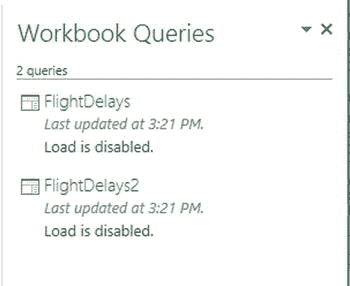 Workbook Queries
2 queries
FlightDelays
Last updated at 3:21 PM.
Load is disabled.
FlightDelays2
Last updated at 3:21 PM.
Load is disabled.